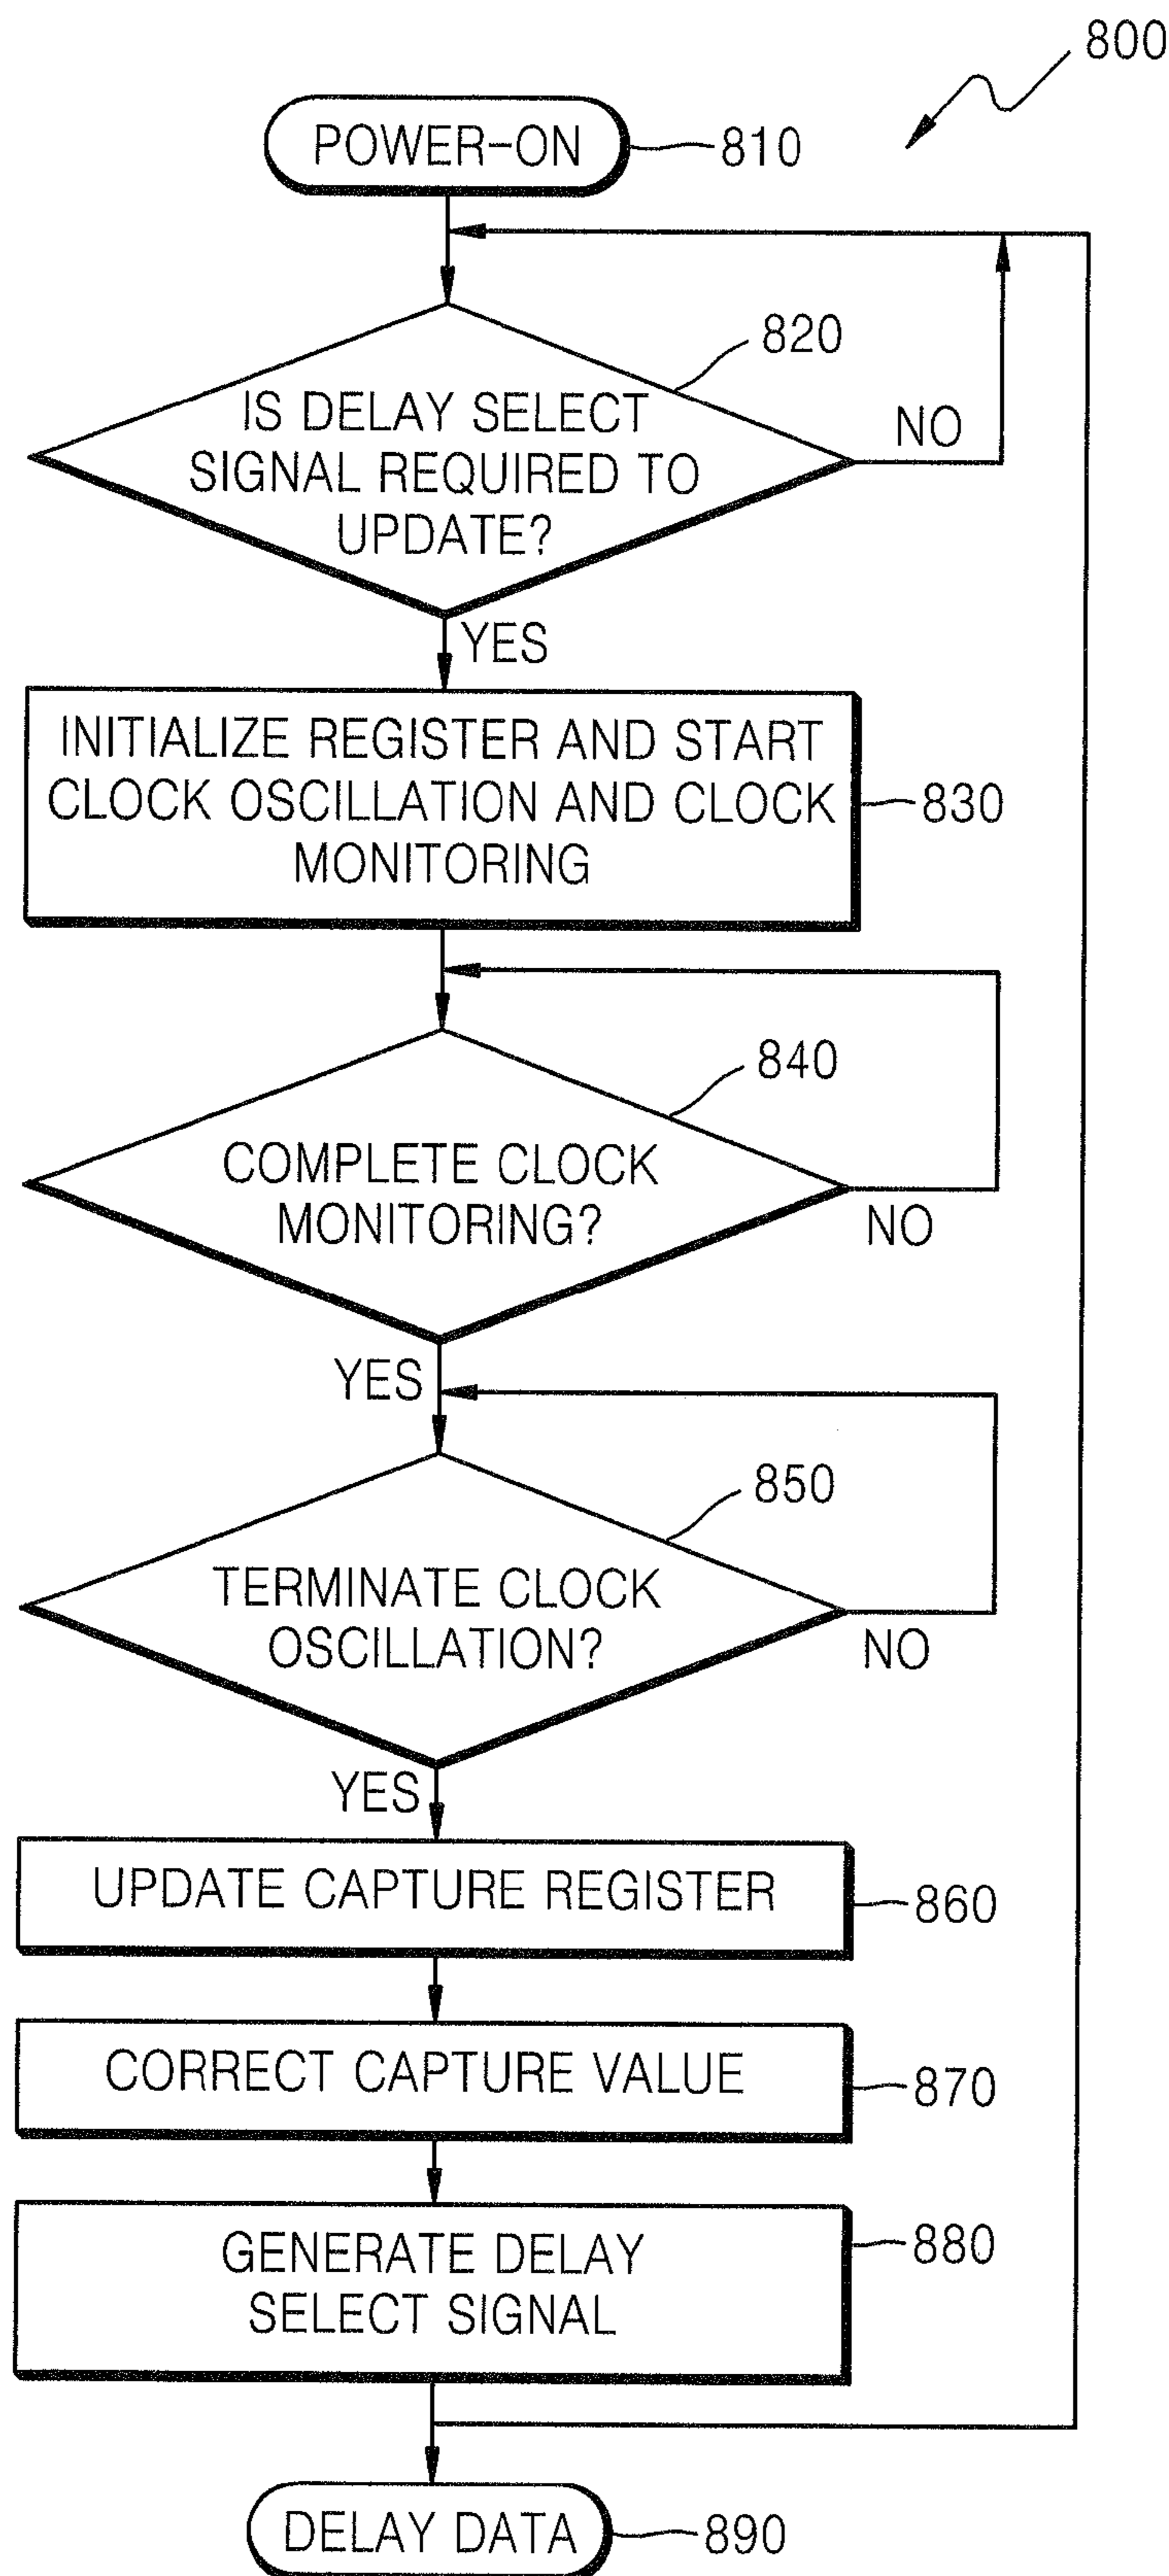 800
POWER-ON
810
820
IS DELAY SELECT
SIGNAL REQUIRED TO
UPDATE?
NO
YES
INITIALIZE REGISTER AND START
CLOCK OSCILLATION AND CLOCK
MONITORING
830
840
COMPLETE CLOCK
MONITORING?
NO
YES
850
TERMINATE CLOCK
OSCILLATION?
NO
YES
UPDATE CAPTURE REGISTER
860
CORRECT CAPTURE VALUE
870
GENERATE DELAY
SELECT SIGNAL
880
DELAY DATA
890